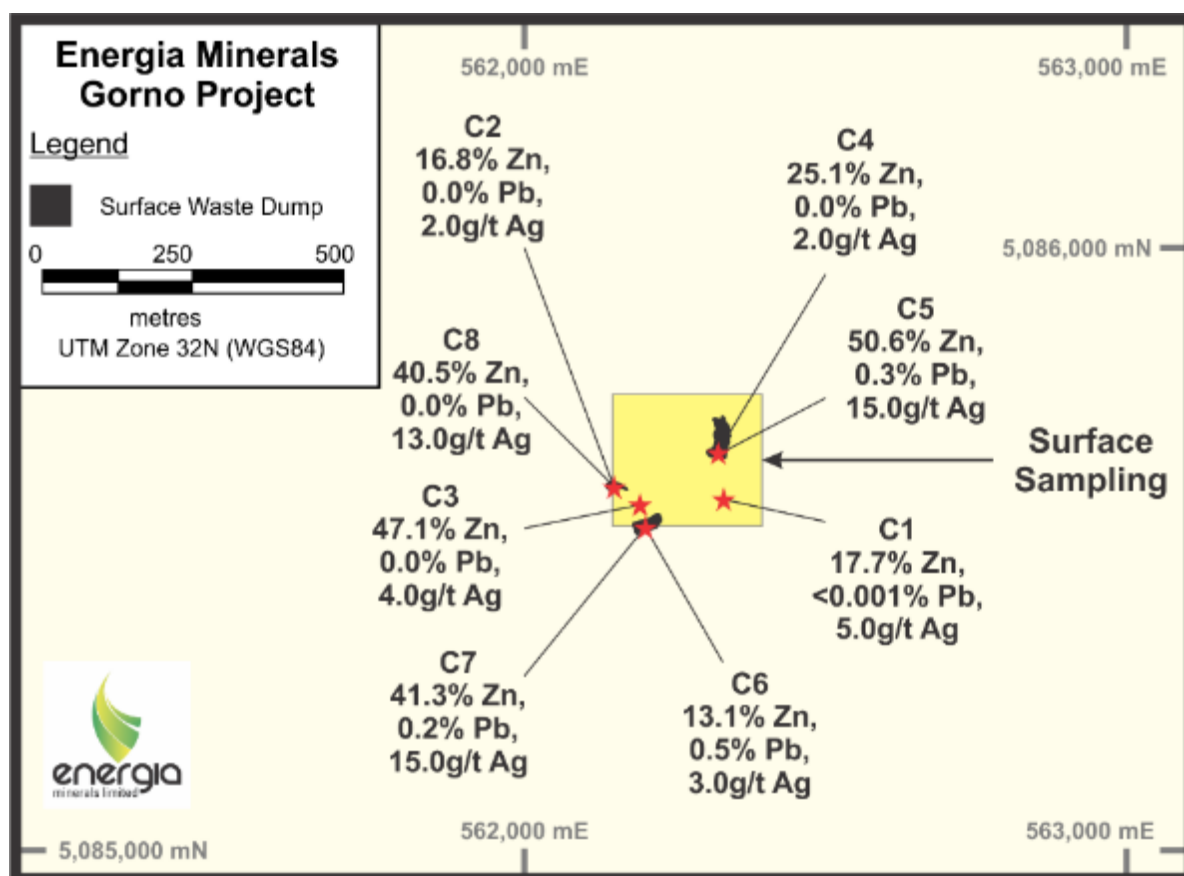 Energia Minerals
Gorno Project
Legend
Surface Waste Dump
0 250 500
metres
UTM Zone 32N (WGS84)
562,000 mE
563,000 mE
C2
16.8% Zn,
0.0% Pb,
2.0g/t Ag
C4
25.1% Zn,
0.0% Pb,
2.0g/t Ag
5,086,000 mN
C5
50.6% Zn,
0.3% Pb,
15.0g/t Ag
C8
40.5% Zn,
0.0% Pb,
13.0g/t Ag
Surface
Sampling
C3
47.1% Zn,
0.0% Pb,
4.0g/t Ag
C1
17.7% Zn,
<0.001% Pb,
5.0g/t Ag
C7
41.3% Zn,
0.2% Pb,
15.0g/t Ag
C6
13.1% Zn,
0.5% Pb,
3.0g/t Ag
energia
minerals limited
5,085,000 mN
562,000 mE
563,000 mE